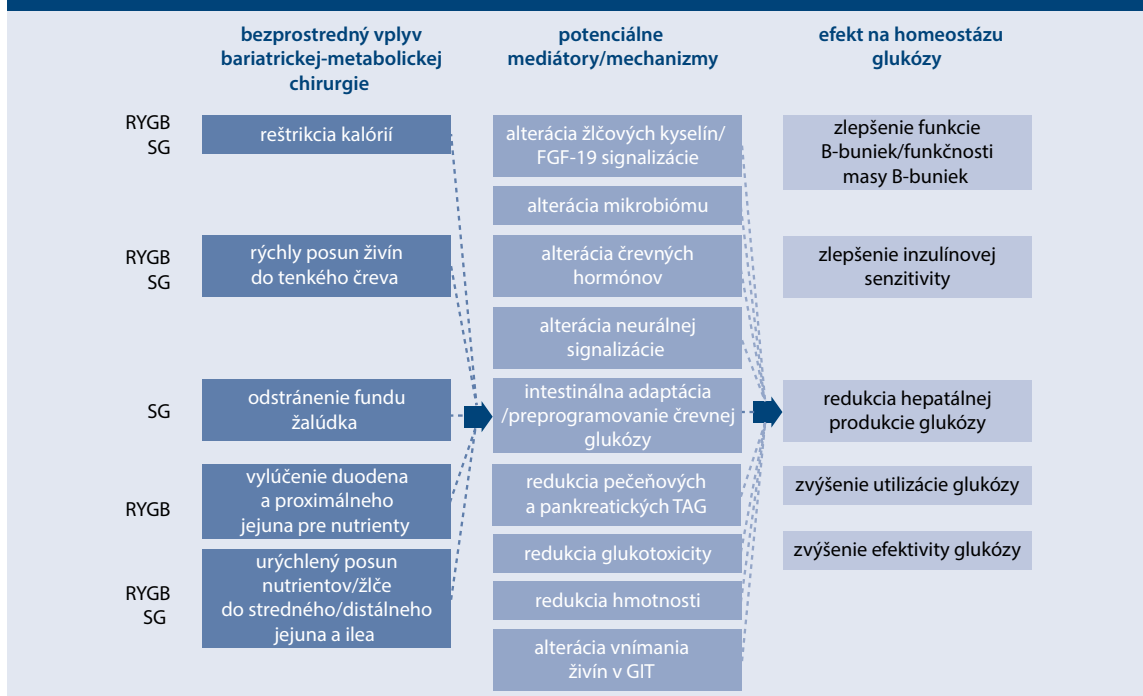 bezprostredný vplyv
bariatrickej-metabolickej
chirurgie
potenciálne
mediátory/mechanizmy
efekt na homeostázu
glukózy
RYGB
SG
reštrikcia kalórií
RYGB
SG
rýchly posun živín
do tenkého čreva
SG
odstránenie fundu
žalúdka
RYGB
vylúčenie duodena
a proximálneho
jejuna pre nutrienty
RYGB
SG
urýchlený posun
nutrientov/žlče
do stredného/distálneho
jejuna a ilea
alterácia žlčových kyselín/
FGF-19 signalizácie
alterácia mikrobiómu
alterácia črevných
hormónov
alterácia neurálnej
signalizácie
intestinálna adaptácia
/preprogramovanie črevnej
glukózy
redukcia pečeňových
a pankreatických TAG
redukcia glukotoxicity
redukcia hmotnosti
alterácia vnímania
živín v GIT
zlepšenie funkcie
B-buniek/funkčnosti
masy B-buniek
zlepšenie inzulínovej
senzitivity
redukcia hepatálnej
produkcie glukózy
zvýšenie utilizácie glukózy
zvýšenie efektivity glukózy